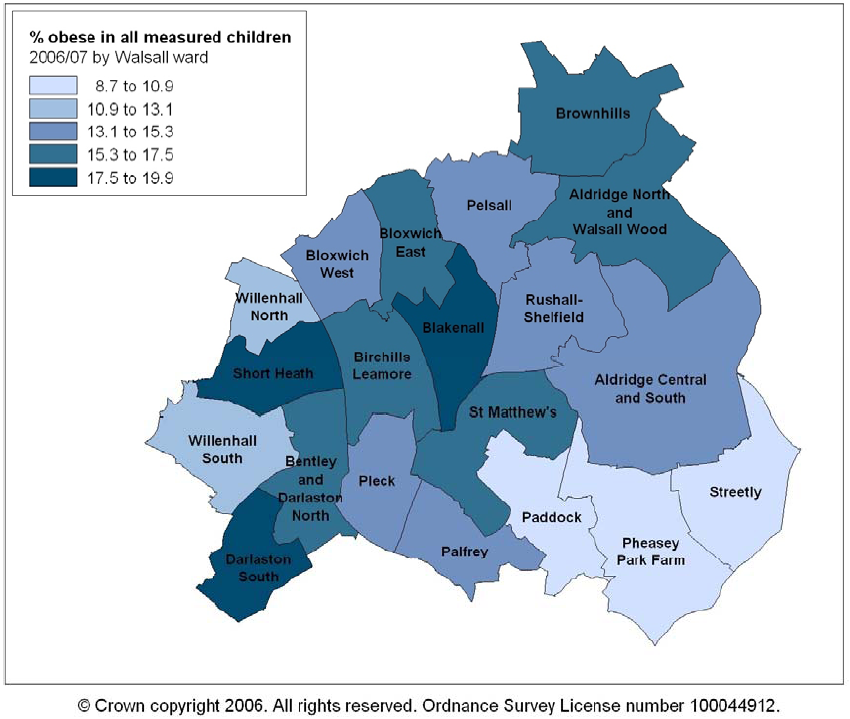 % obese in all measured children
2006/07 by Walsall ward
8.7 to 10.9
10.9 to 13.1
13.1 to 15.3
15.3 to 17.5
17.5 to 19.9
Brownhills
Aldridge North
and
Walsall Wood
Pelsall
Bloxwich
East
Bloxwich
West
Willenhall
North
Rushall-
Shelfield
Blakenall
Birchills
Leamore
Short Heath
Aldridge Central
and South
St Matthew's
Willenhall
South
Bentley
and
Darlaston
North
Pleck
Streetly
Paddock
Palfrey
Pheasey
Park Farm
Darlaston
South
© Crown copyright 2006. All rights reserved. Ordnance Survey License number 100044912.